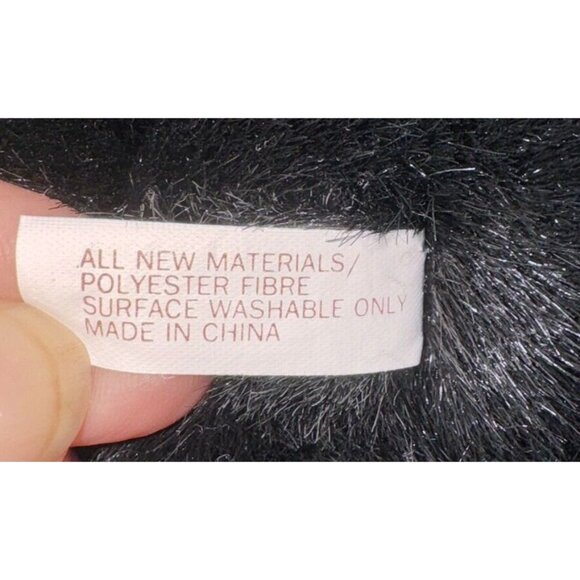 ALL NEW MATERIALS/
POLYESTER FIBRE
SURFACE WASHABLE ONLY
MADE IN CHINA